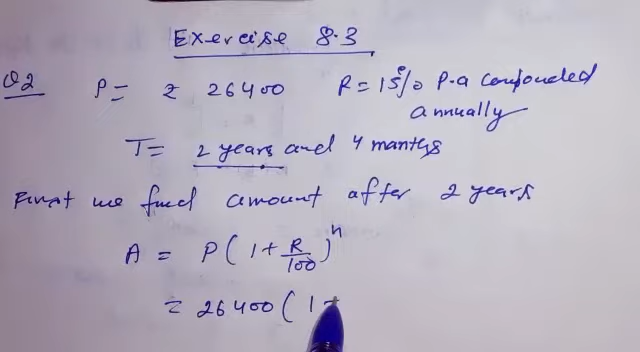 Exercise 8.3
Q2 P= ₹ 26400 R = 15% P.a compounded annually
T= 2 years and 4 months
First we find amount after 2 years
A = P(1+R/100)^n
= 26400 (1+